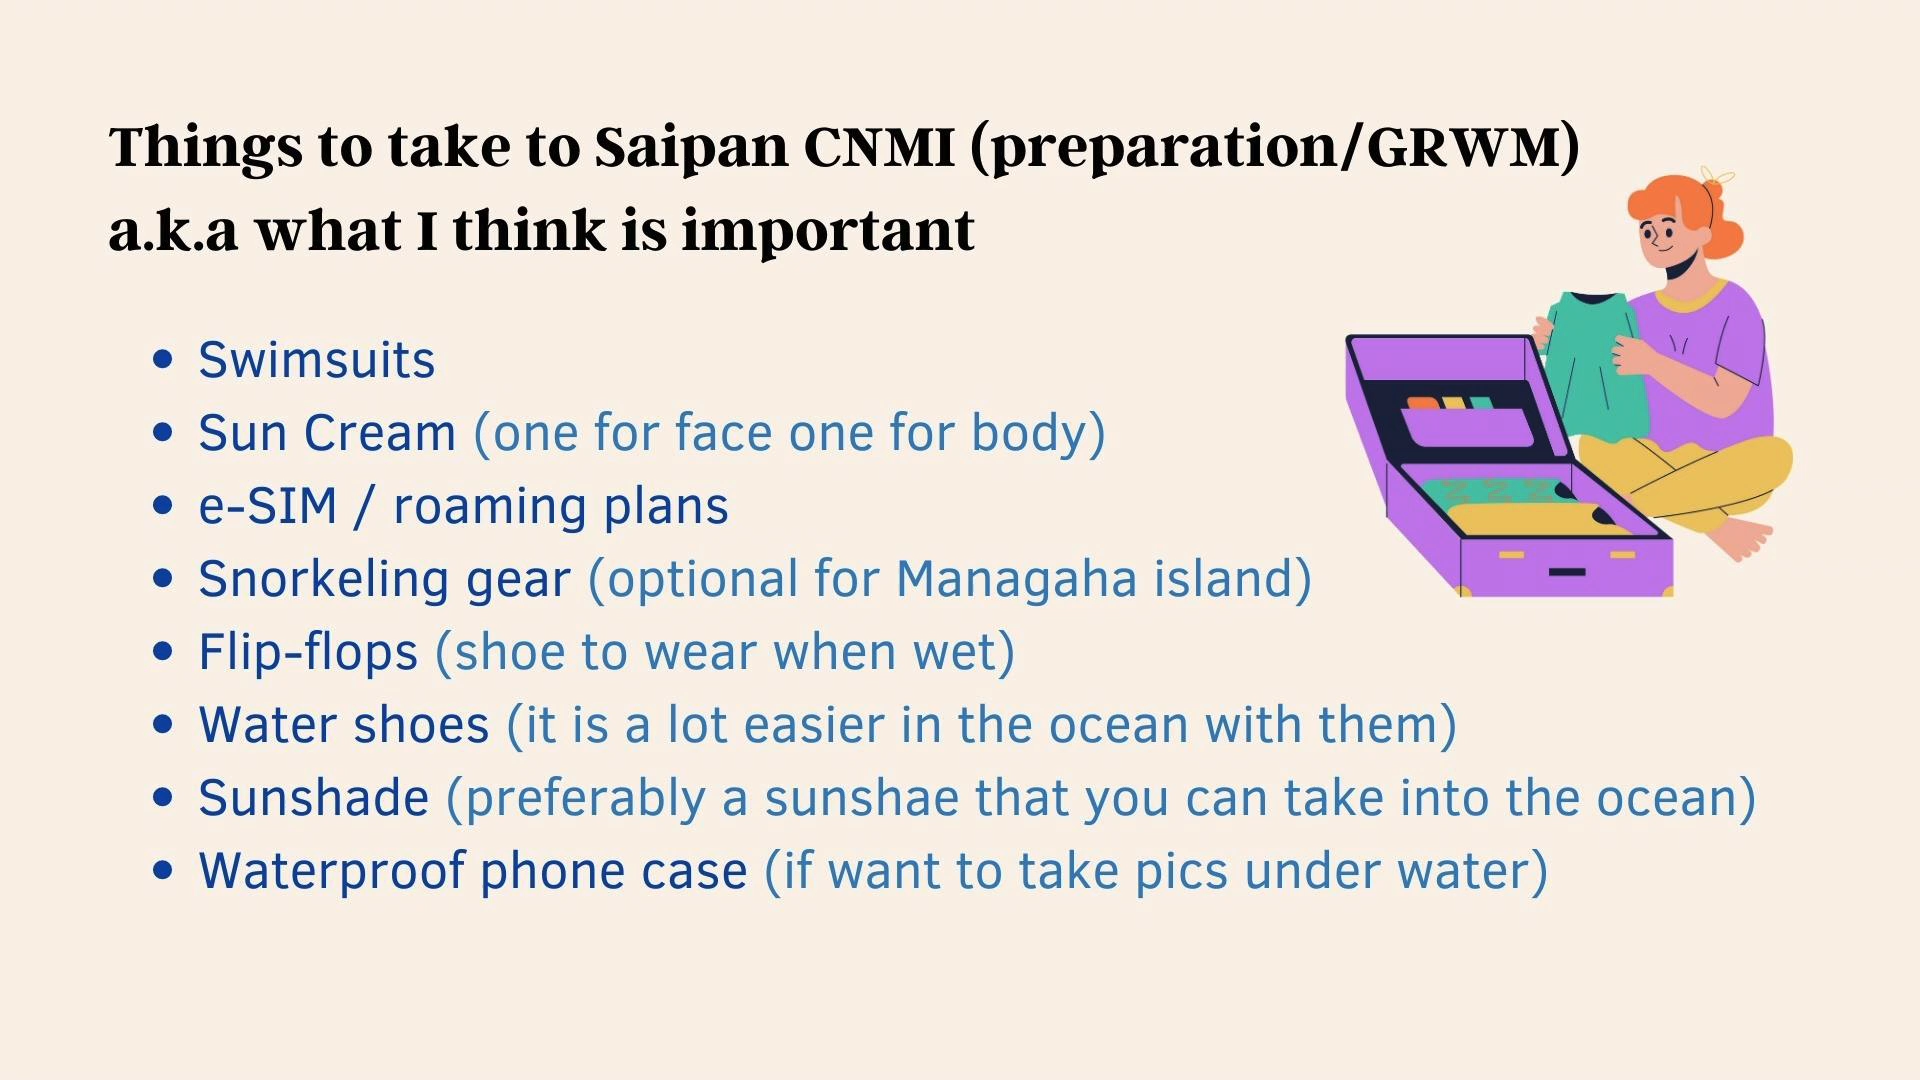 Things to take to Saipan CNMI (preparation/GRWM)
a.k.a what I think is important
• Swimsuits
• Sun Cream (one for face one for body)
• e-SIM / roaming plans
• Snorkeling gear (optional for Managaha island)
• Flip-flops (shoe to wear when wet)
• Water shoes (it is a lot easier in the ocean with them)
• Sunshade (preferably a sunshae that you can take into the ocean)
• Waterproof phone case (if want to take pics under water)